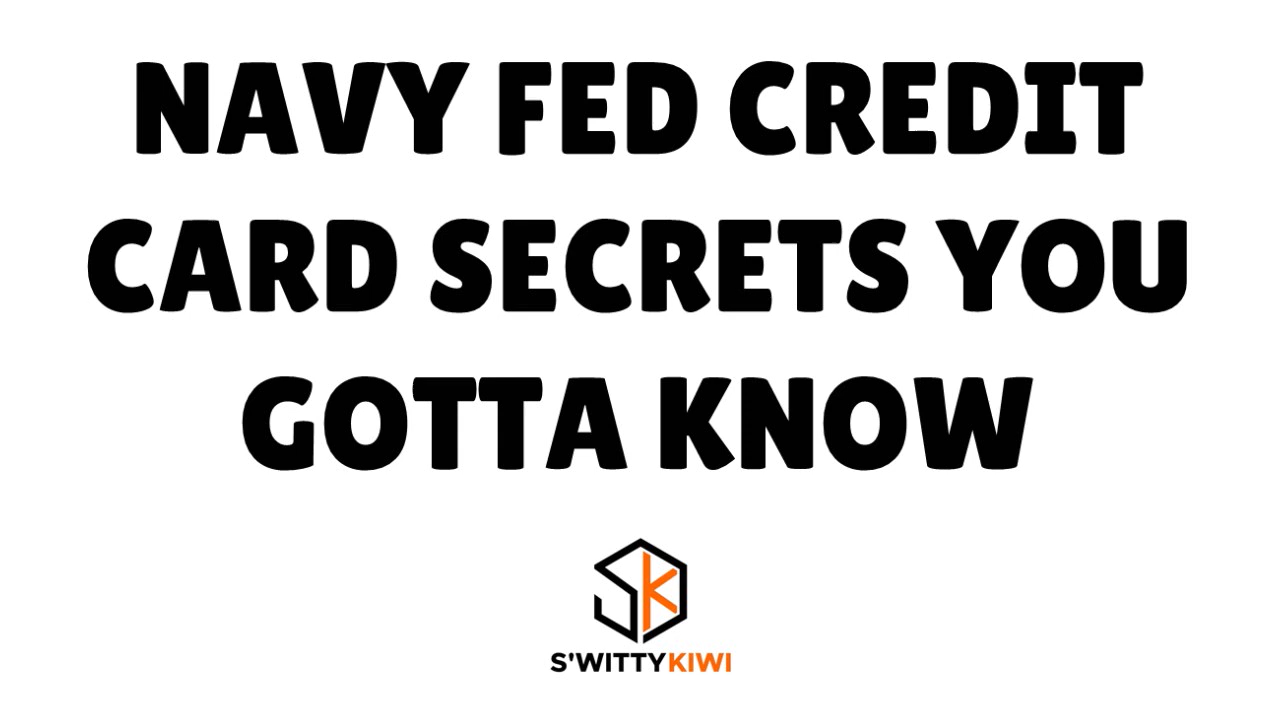 NAVY FED CREDIT
CARD SECRETS YOU
GOTTA KNOW
SK
S'WITTYKIWI